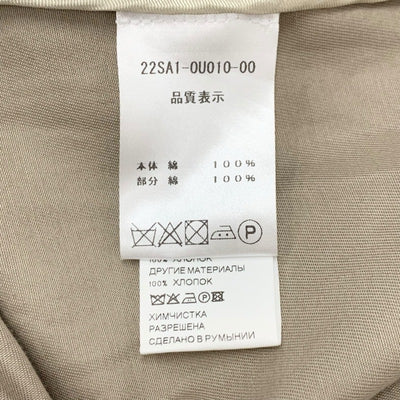 22SA1-0U010-00
品質表示
本体 綿 100%
部分 綿 100%
P
100% ХЛОПОК
ДРУГИЕ МАТЕРИАЛЫ
100% ХЛОПОК
ХИМЧИСТКА
РАЗРЕШЕНА
СДЕЛАНО В РУМЫНИИ